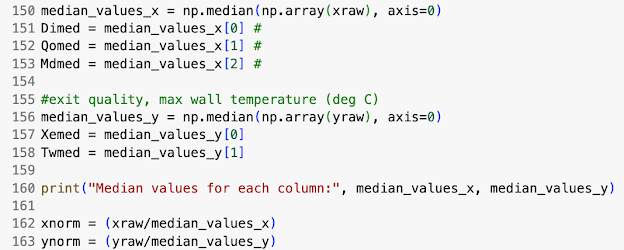 150 median_values_x = np.median(np.array(xraw), axis=0)
151 Dimed = median_values_x[0] #
152 Qomed = median_values_x[1] #
153 Mdmed = median_values_x[2] #
154
155 #exit quality, max wall temperature (deg C)
156 median_values_y = np.median(np.array(yraw), axis=0)
157 Xemed = median_values_y[0]
158 Twmed = median_values_y[1]
159
160 print("Median values for each column:", median_values_x, median_values_y)
161
162 xnorm = (xraw/median_values_x)
163 ynorm = (yraw/median_values_y)